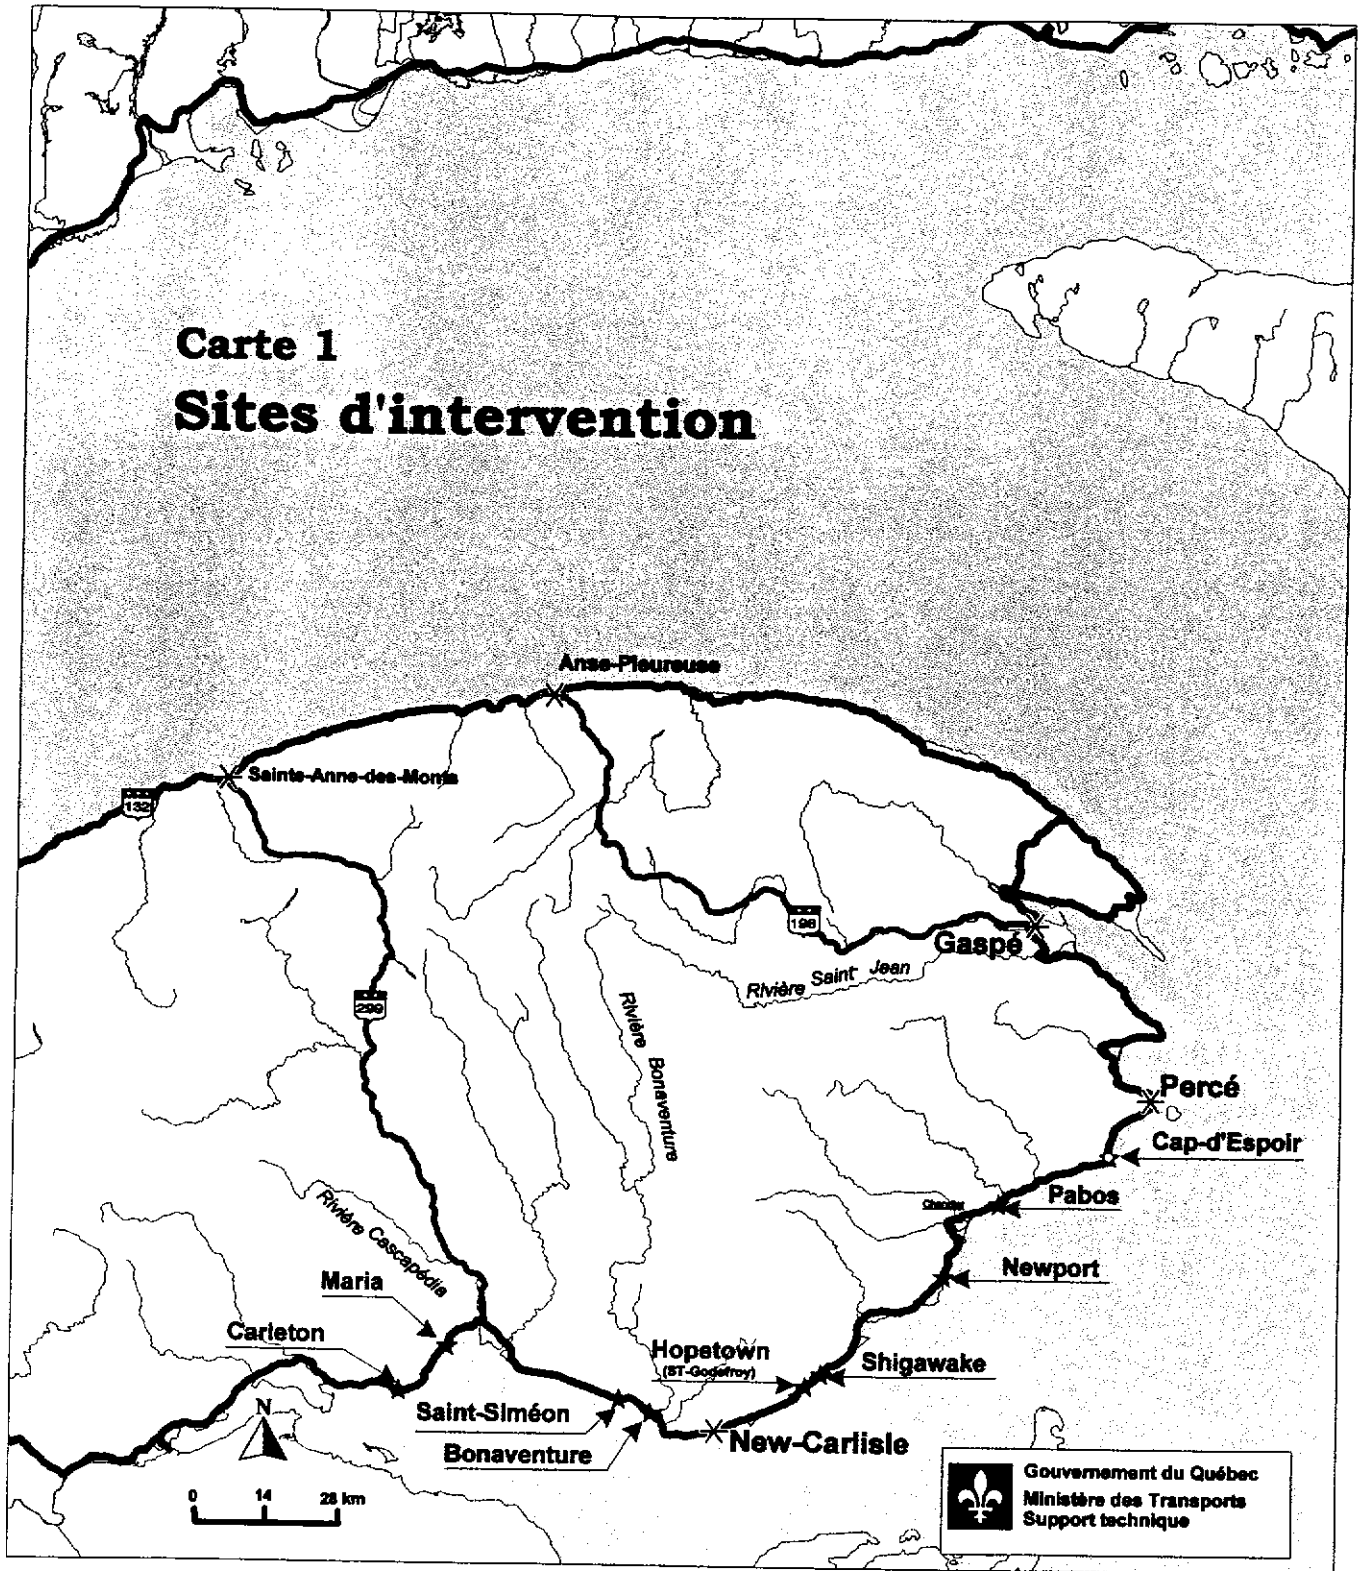 Carte 1
Sites d'intervention
Anse-Pleureuse
Sainte-Anne-des-Monts
132
198
Gaspé
Rivière Saint Jean
299
Rivière Bonaventure
Percé
Cap-d'Espoir
Pabos
Chandler
Rivière Cascapédia
Newport
Maria
Carleton
Hopetown
(ST-Godefroy)
Shigawake
N
Saint-Siméon
New-Carlisle
Bonaventure
0 14 28 km
Gouvernement du Québec
Ministère des Transports
Support technique